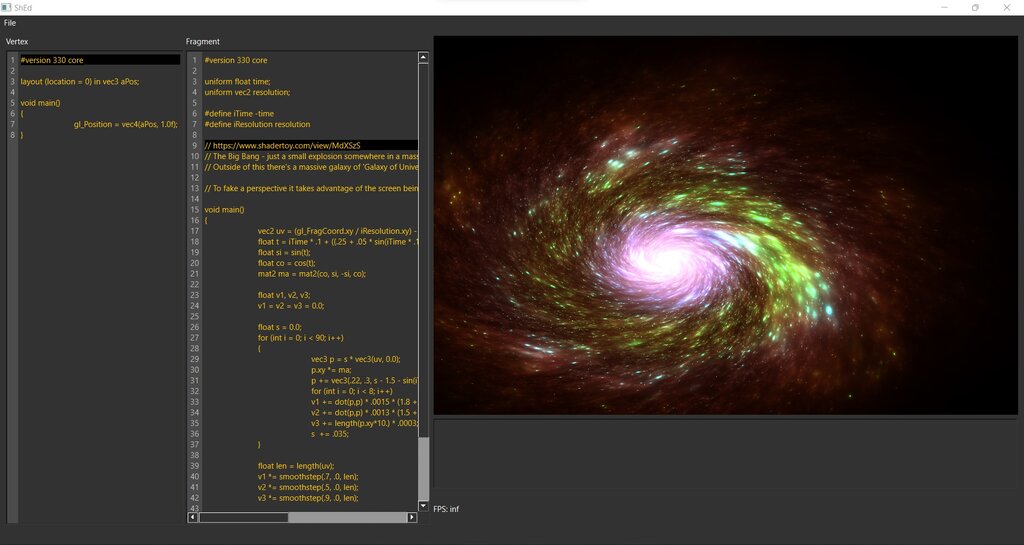 ShEd
File
Vertex
1 #version 330 core
2
3 layout (location = 0) in vec3 aPos;
4
5 void main()
6 {
7 gl_Position = vec4(aPos, 1.0f);
8 }
Fragment
1 #version 330 core
2
3 uniform float time;
4 uniform vec2 resolution;
5
6 #define iTime -time
7 #define iResolution resolution
8
9 // https://www.shadertoy.com/view/MdXSzS
10 // The Big Bang - just a small explosion somewhere in a mass
11 // Outside of this there's a massive galaxy of 'Galaxy of Unive
12
13 // To fake a perspective it takes advantage of the screen bein
14
15 void main()
16 {
17 vec2 uv = (gl_FragCoord.xy / iResolution.xy) -
18 float t = iTime * .1 + ((.25 + .05 * sin(iTime * .1
19 float si = sin(t);
20 float co = cos(t);
21 mat2 ma = mat2(co, si, -si, co);
22
23 float v1, v2, v3;
24 v1 = v2 = v3 = 0.0;
25
26 float s = 0.0;
27 for (int i = 0; i < 90; i++)
28 {
29 vec3 p = s * vec3(uv, 0.0);
30 p.xy *= ma;
31 p += vec3(.22, .3, s - 1.5 - sin(iT
32 for (int i = 0; i < 8; i++)
33 v1 += dot(p,p) * .0015 * (1.8 +
34 v2 += dot(p,p) * .0013 * (1.5 +
35 v3 += length(p.xy*10.) * .0003;
36 s += .035;
37 }
38
39 float len = length(uv);
40 v1 *= smoothstep(.7, .0, len);
41 v2 *= smoothstep(.5, .0, len);
42 v3 *= smoothstep(.9, .0, len);
43
FPS: inf